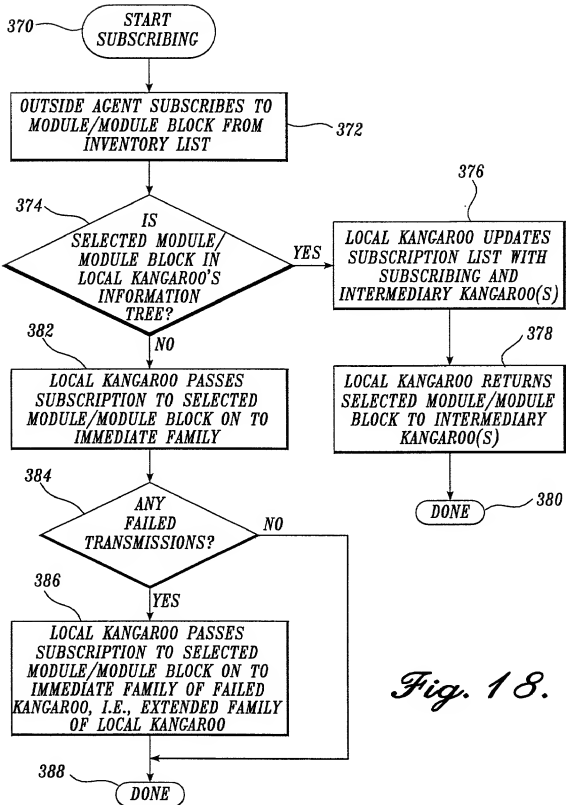 370
START
SUBSCRIBING
OUTSIDE AGENT SUBSCRIBES TO
MODULE/MODULE BLOCK FROM
INVENTORY LIST
372
374
IS
SELECTED MODULE/
MODULE BLOCK IN
LOCAL KANGAROO'S
INFORMATION
TREE?
YES
NO
376
LOCAL KANGAROO UPDATES
SUBSCRIPTION LIST WITH
SUBSCRIBING AND
INTERMEDIARY KANGAROO(S)
378
LOCAL KANGAROO RETURNS
SELECTED MODULE/MODULE
BLOCK TO INTERMEDIARY
KANGAROO(S)
DONE
380
382
LOCAL KANGAROO PASSES
SUBSCRIPTION TO SELECTED
MODULE/MODULE BLOCK ON TO
IMMEDIATE FAMILY
384
ANY
FAILED
TRANSMISSIONS?
NO
YES
386
LOCAL KANGAROO PASSES
SUBSCRIPTION TO SELECTED
MODULE/MODULE BLOCK ON TO
IMMEDIATE FAMILY OF FAILED
KANGAROO, I.E., EXTENDED FAMILY
OF LOCAL KANGAROO
388
DONE
Fig. 18.